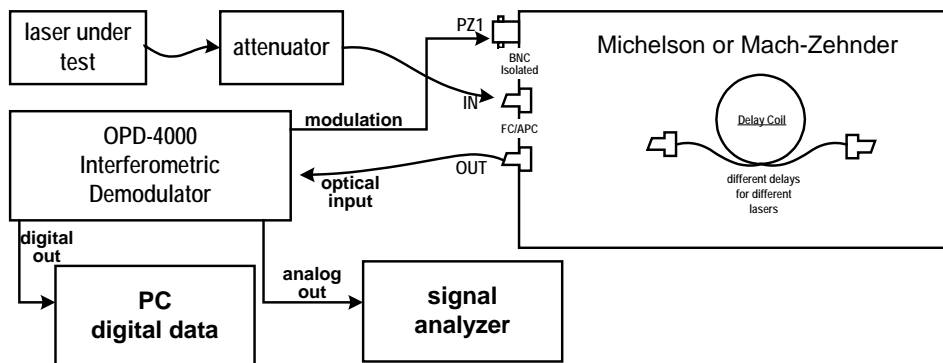 laser under
test
attenuator
PZ1
BNC
Isolated
IN
FC/APC
OUT
Michelson or Mach-Zehnder
Delay Coil
different delays
for different
lasers
modulation
OPD-4000
Interferometric
Demodulator
optical
input
digital
out
analog
out
PC
digital data
signal
analyzer